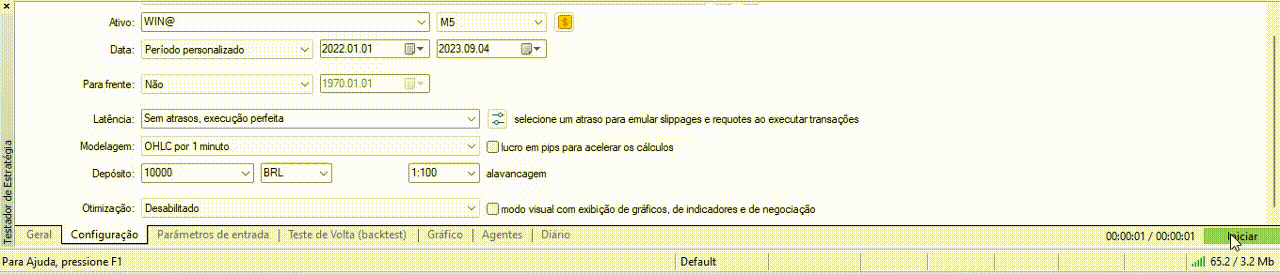 Ativo: WIN@ M5 $
Data: Período personalizado 2022.01.01 2023.09.04
Para frente: Não 1970.01.01
Latência: Sem atrasos, execução perfeita selecione um atraso para emular slippages e requotes ao executar transações
Modelagem: OHLC por 1 minuto lucro em pips para acelerar os cálculos
Depósito: 10000 BRL 1:100 alavancagem
Otimização: Desabilitado modo visual com exibição de gráficos, de indicadores e de negociação
Testador de Estratégia
Geral Configuração Parâmetros de entrada Teste de Volta (backtest) Gráfico Agentes Diário 00:00:01 / 00:00:01 Iniciar
Para Ajuda, pressione F1 Default 65.2 / 3.2 Mb